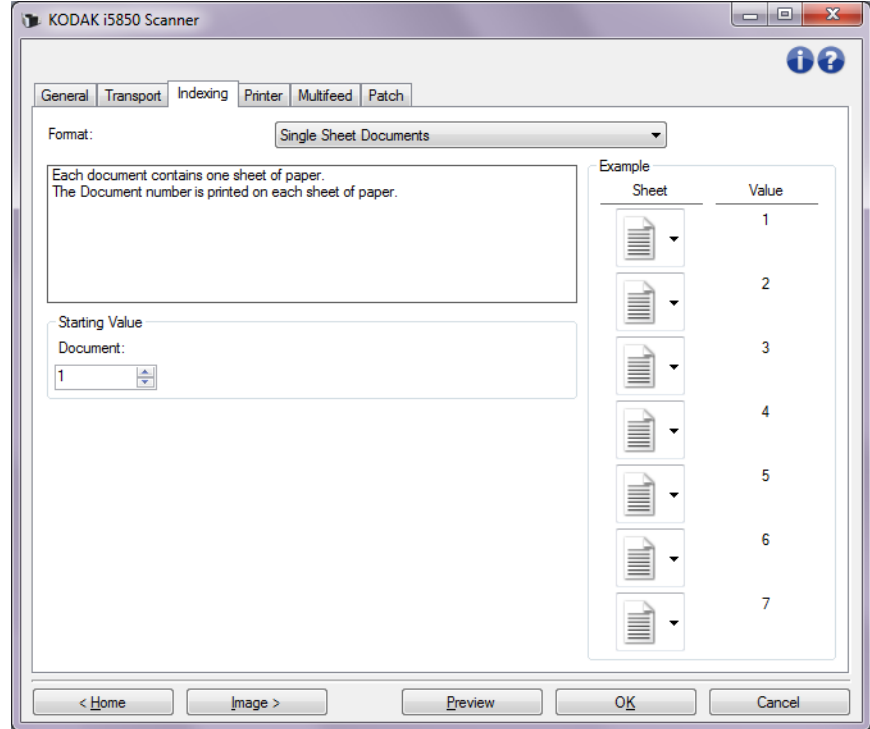 KODAK i5850 Scanner
General Transport Indexing Printer Multifeed Patch
Format: Single Sheet Documents
Each document contains one sheet of paper.
The Document number is printed on each sheet of paper.
Starting Value
Document:
1
Example
Sheet Value
1
2
3
4
5
6
7
< Home Image > Preview OK Cancel